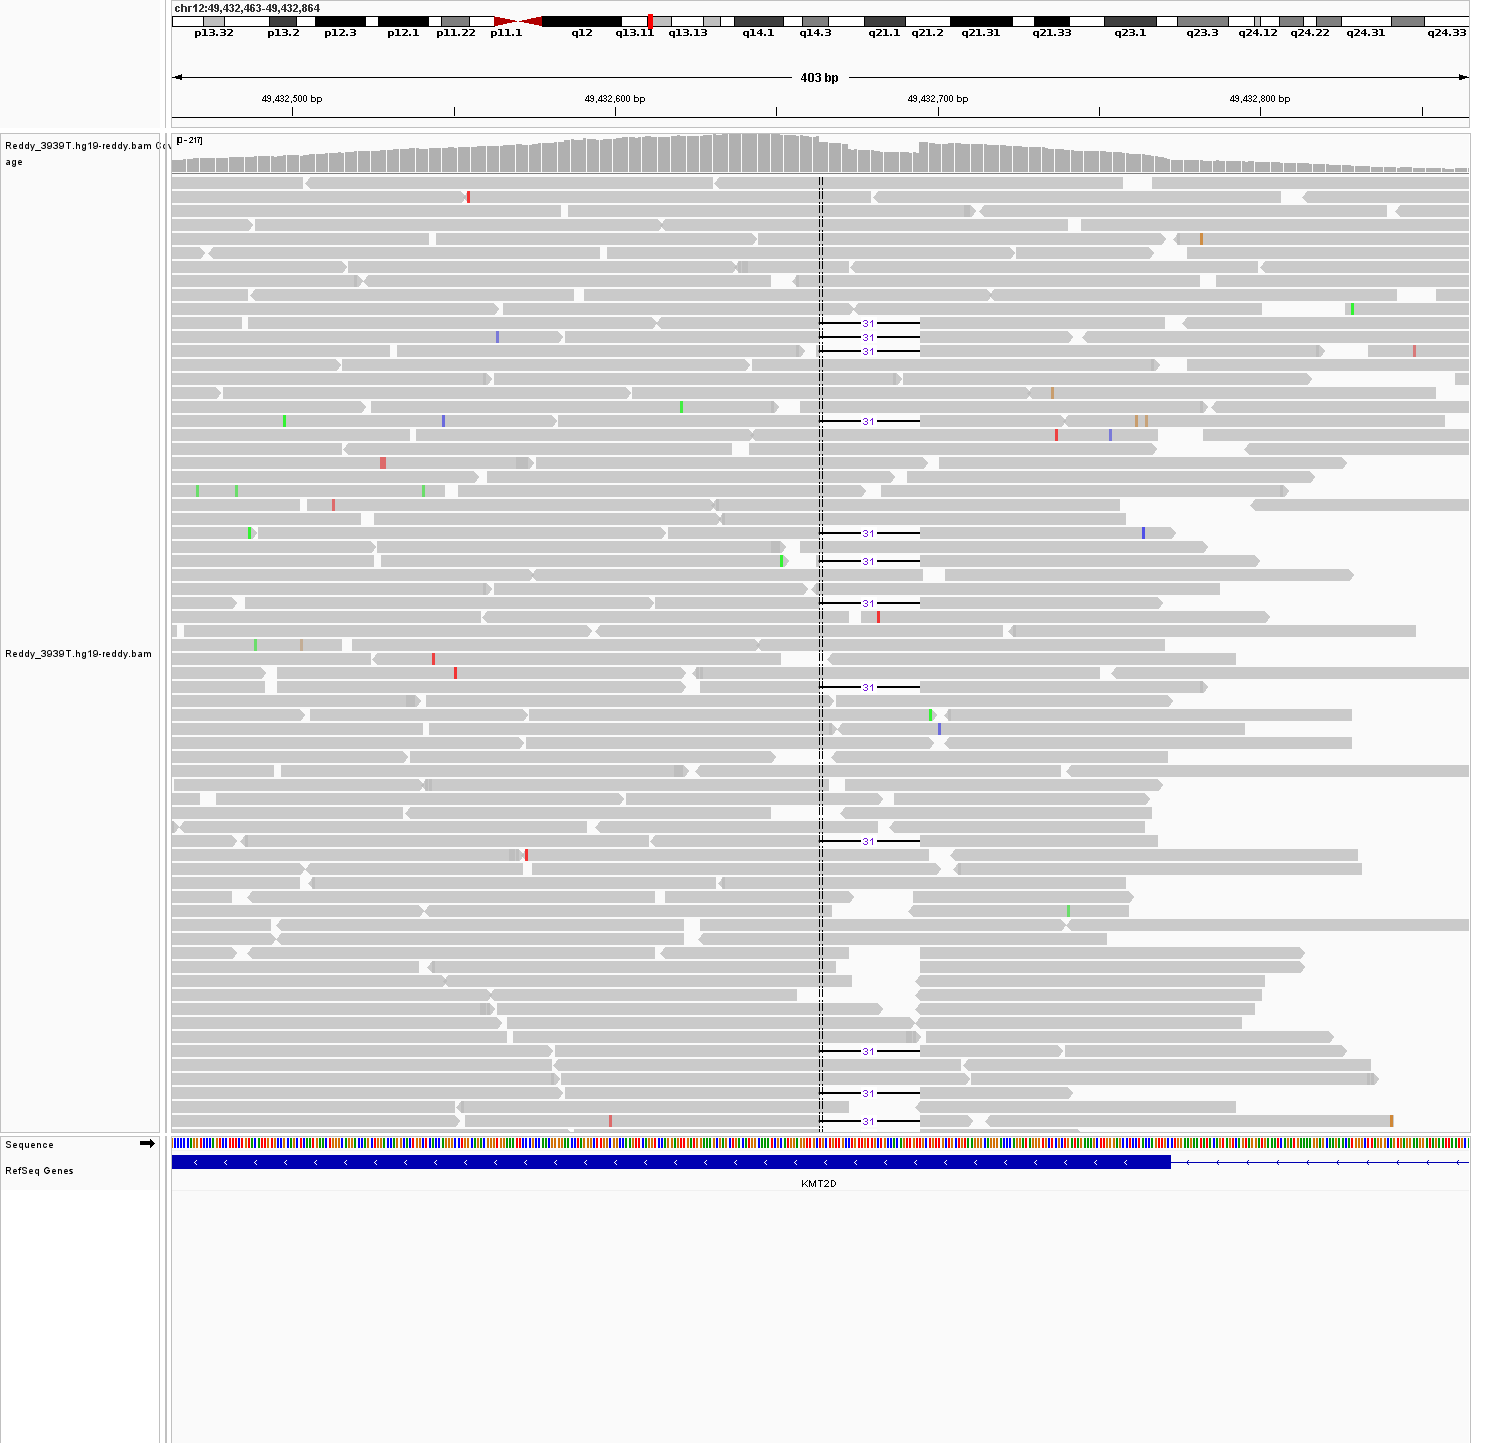 chr12:49,432,463-49,432,864
p13.32 p13.2 p12.3 p12.1 p11.22 p11.1 q12 q13.11 q13.13 q14.1 q14.3 q21.1 q21.2 q21.31 q21.33 q23.1 q23.3 q24.12 q24.22 q24.31 q24.33
403 bp
49,432,500 bp 49,432,600 bp 49,432,700 bp 49,432,800 bp
[0-217]
Reddy_3939T.hg19-reddy.bam Cov
age
31
31
31
31
31
31
31
Reddy_3939T.hg19-reddy.bam
31
31
31
31
31
Sequence
RefSeq Genes
KMT2D